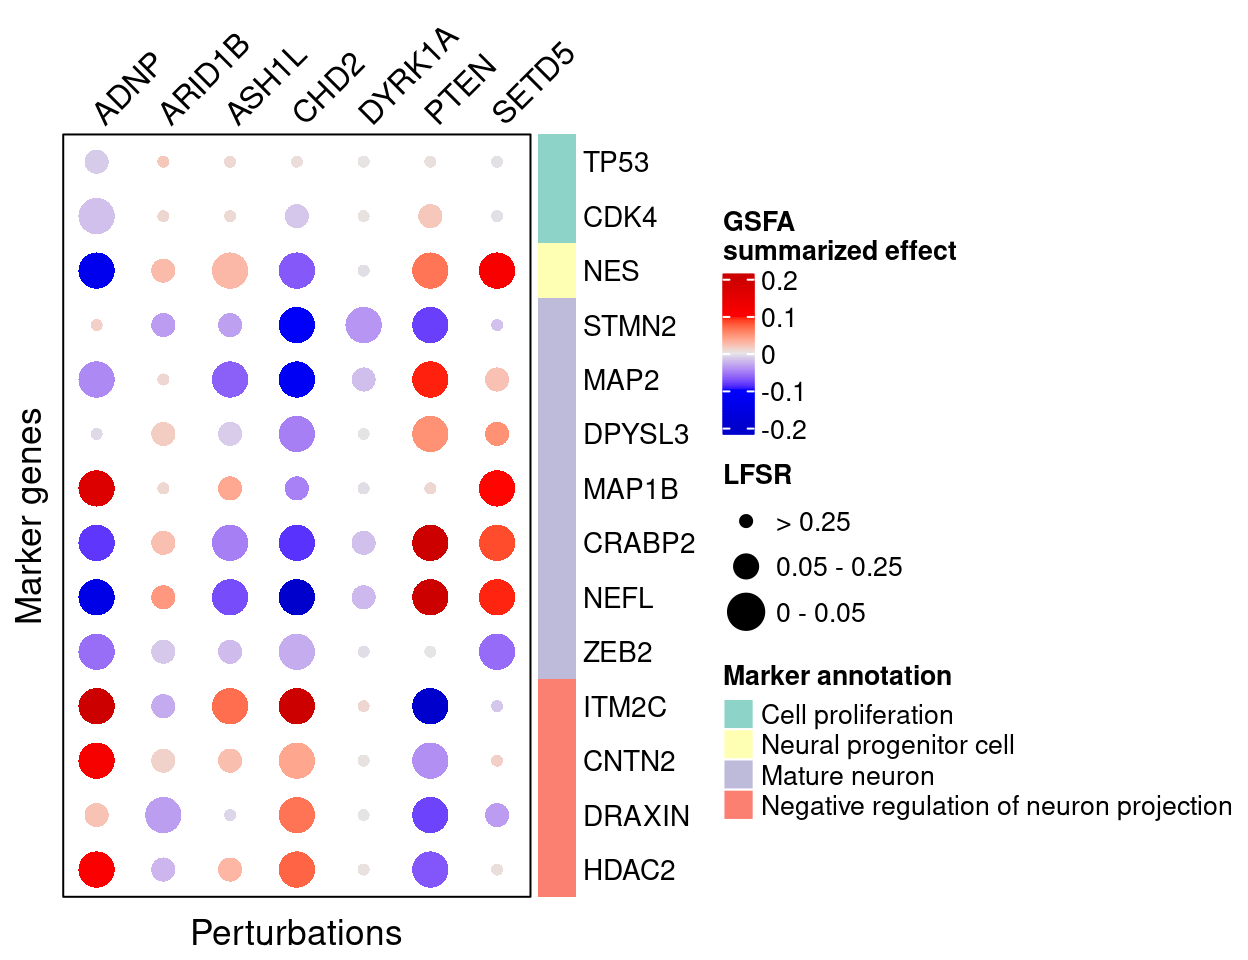 ADNP
ARID1B
ASH1L
CHD2
DYRK1A
PTEN
SETD5
TP53
CDK4
NES
STMN2
MAP2
DPYSL3
MAP1B
CRABP2
NEFL
ZEB2
ITM2C
CNTN2
DRAXIN
HDAC2
Marker genes
Perturbations
GSFA
summarized effect
0.2
0.1
0
-0.1
-0.2
LFSR
> 0.25
0.05 - 0.25
0 - 0.05
Marker annotation
Cell proliferation
Neural progenitor cell
Mature neuron
Negative regulation of neuron projection